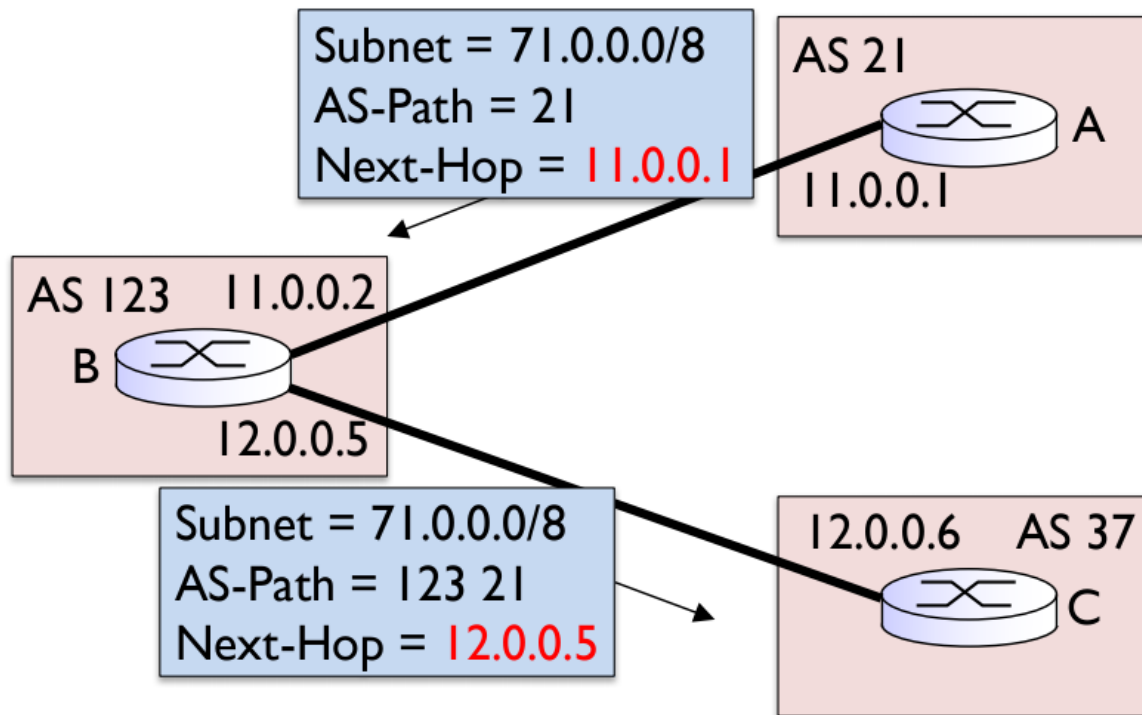 Subnet = 71.0.0.0/8
AS-Path = 21
Next-Hop = 11.0.0.1
AS 21
A
11.0.0.1
AS 123
11.0.0.2
B
12.0.0.5
Subnet = 71.0.0.0/8
AS-Path = 123 21
Next-Hop = 12.0.0.5
12.0.0.6
AS 37
C